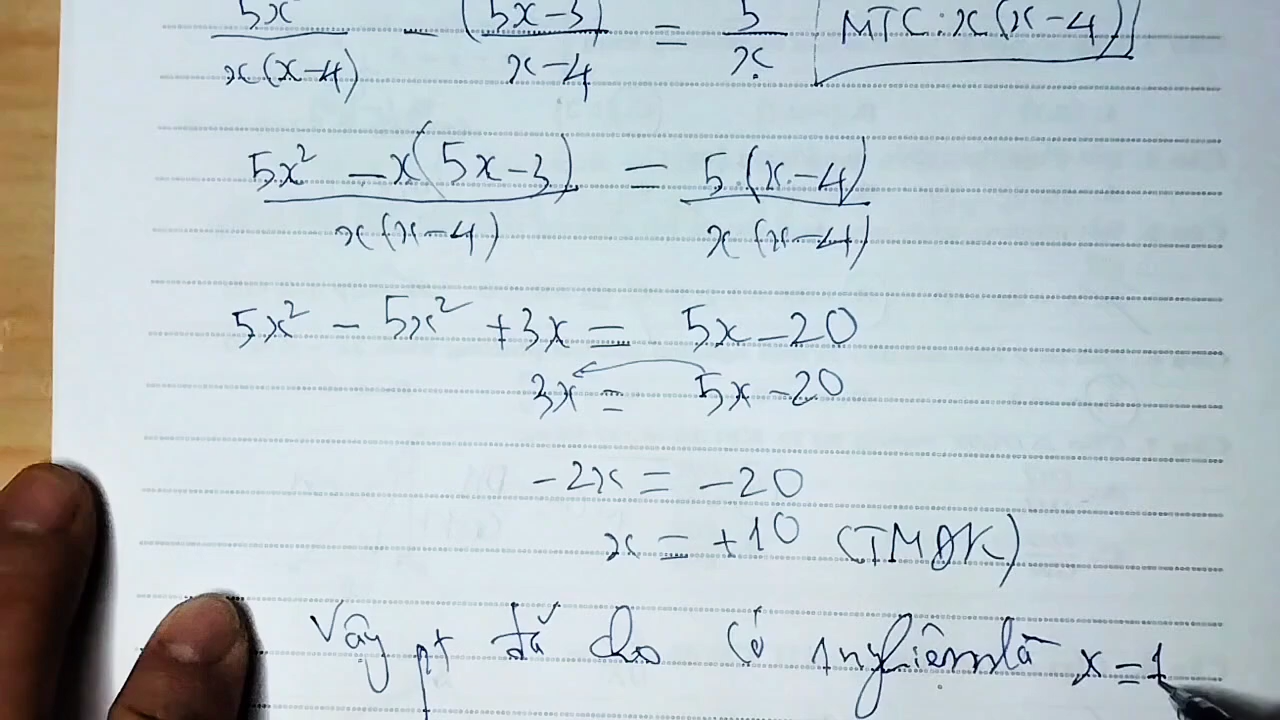 5x² / x(x-4) - (5x-3) / x-4 = 5 / x MTC: x(x-4)
5x² - x(5x-3) / x(x-4) = 5(x-4) / x(x-4)
5x² - 5x² + 3x = 5x - 20
3x = 5x - 20
-2x = -20
x = +10 (TMĐK)
Vậy pt đã cho có 1 nghiệm là x = 1